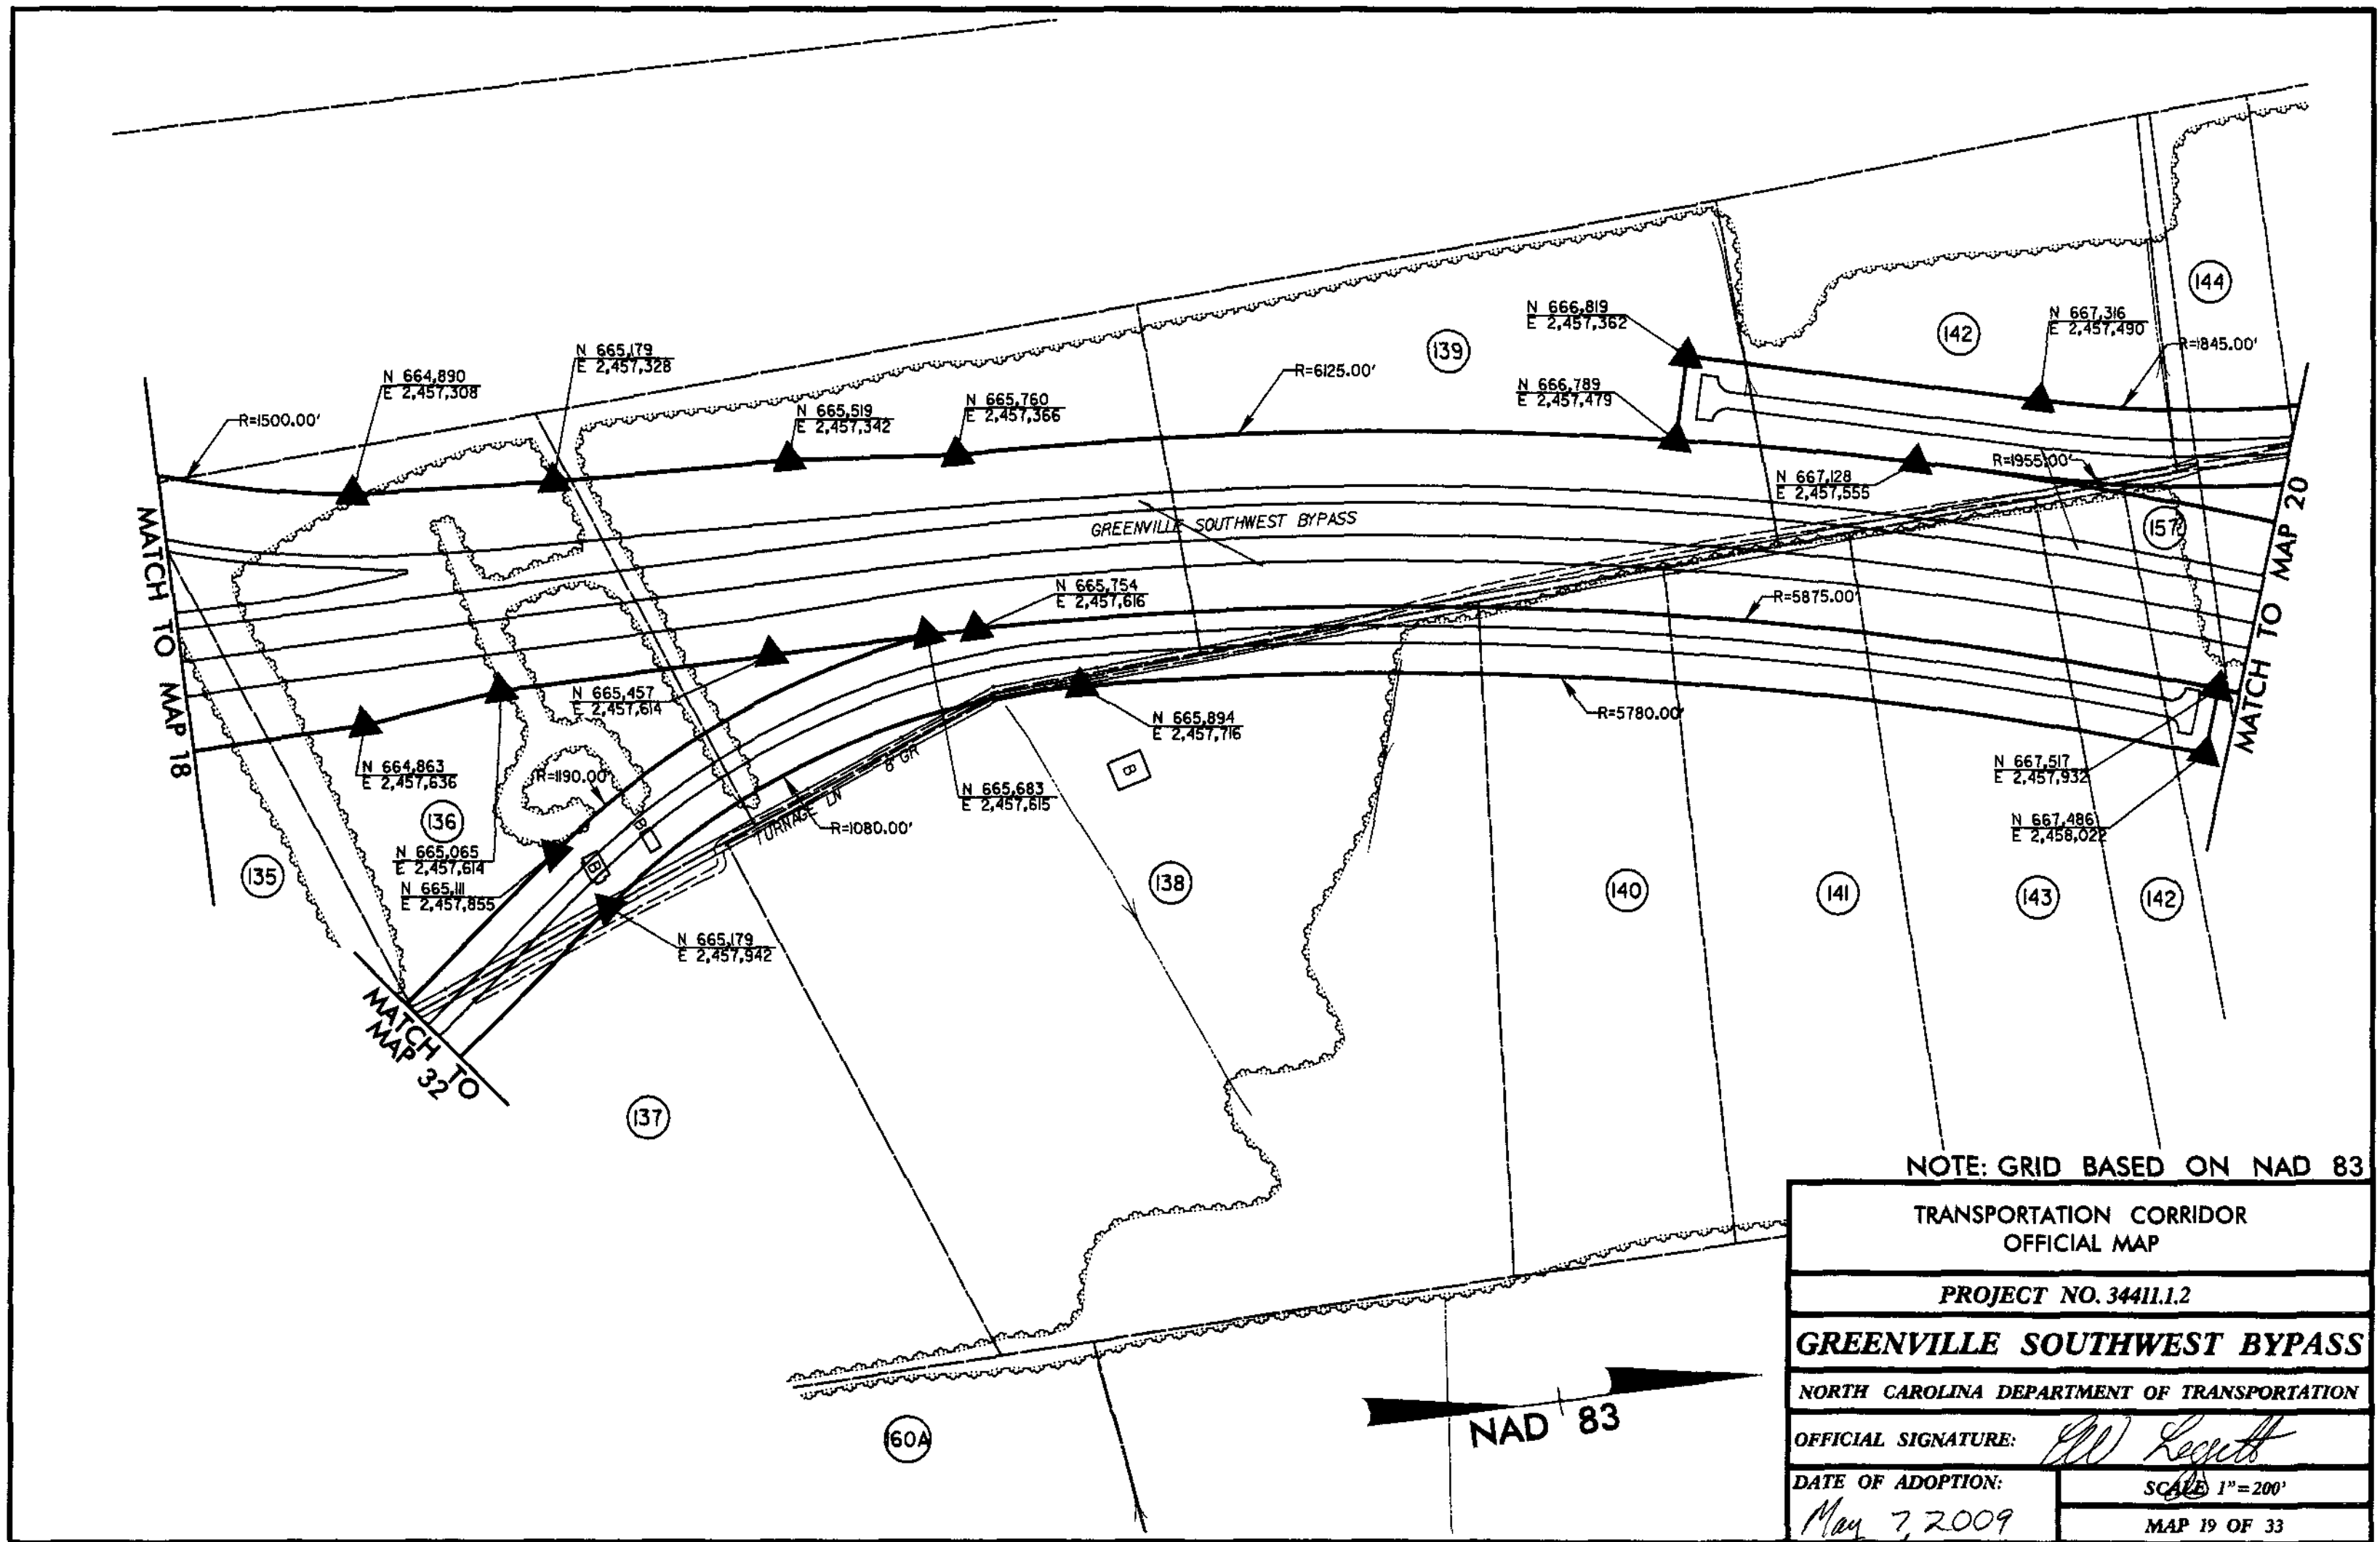 N 664,890
E 2,457,308
R=1500.00'
N 665,179
E 2,457,328
N 665,519
E 2,457,342
N 665,760
E 2,457,366
R=6125.00'
139
N 666,819
E 2,457,362
N 666,789
E 2,457,479
142
N 667,316
E 2,457,490
R=1845.00'
144
N 667,128
E 2,457,555
R=1955.00'
157
MATCH TO MAP 18
GREENVILLE SOUTHWEST BYPASS
MATCH TO MAP 20
N 665,754
E 2,457,616
R=5875.00'
N 665,457
E 2,457,614
N 664,863
E 2,457,636
R=1190.00'
N 665,894
E 2,457,716
R=5780.00'
N 665,683
E 2,457,615
B
8' GR
TURNAGE LN
R=1080.00'
N 667,517
E 2,457,932
N 667,486
E 2,458,022
136
N 665,065
E 2,457,614
N 665,111
E 2,457,855
B
B
135
138
140
141
143
142
N 665,179
E 2,457,942
MATCH TO
MAP 32
137
160A
NAD 83
NOTE: GRID BASED ON NAD 83
TRANSPORTATION CORRIDOR
OFFICIAL MAP
PROJECT NO. 34411.1.2
GREENVILLE SOUTHWEST BYPASS
NORTH CAROLINA DEPARTMENT OF TRANSPORTATION
OFFICIAL SIGNATURE:
DATE OF ADOPTION:
May 7, 2009
SCALE 1"=200'
MAP 19 OF 33